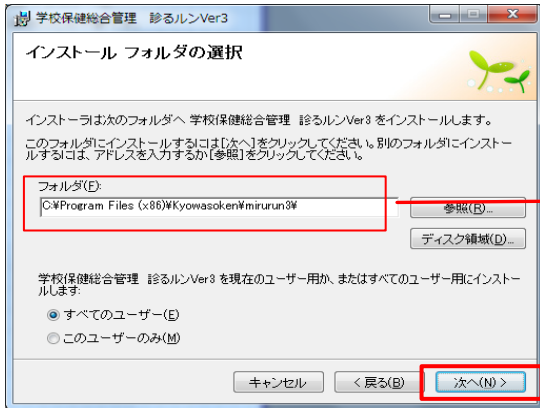 学校保健総合管理 診るルンVer3
インストール フォルダの選択
インストーラは次のフォルダへ 学校保健総合管理 診るルンVer3 をインストールします。
このフォルダにインストールするには[次へ]をクリックしてください。別のフォルダにインストー
ルするには、アドレスを入力するか[参照]をクリックしてください。
フォルダ(F):
C:¥Program Files (x86)¥Kyowasoken¥mirurun3¥
参照(R)...
ディスク領域(D)...
学校保健総合管理 診るルンVer3 を現在のユーザー用か、またはすべてのユーザー用にインストー
ルします:
すべてのユーザー(E)
このユーザーのみ(M)
キャンセル
< 戻る(B)
次へ(N) >